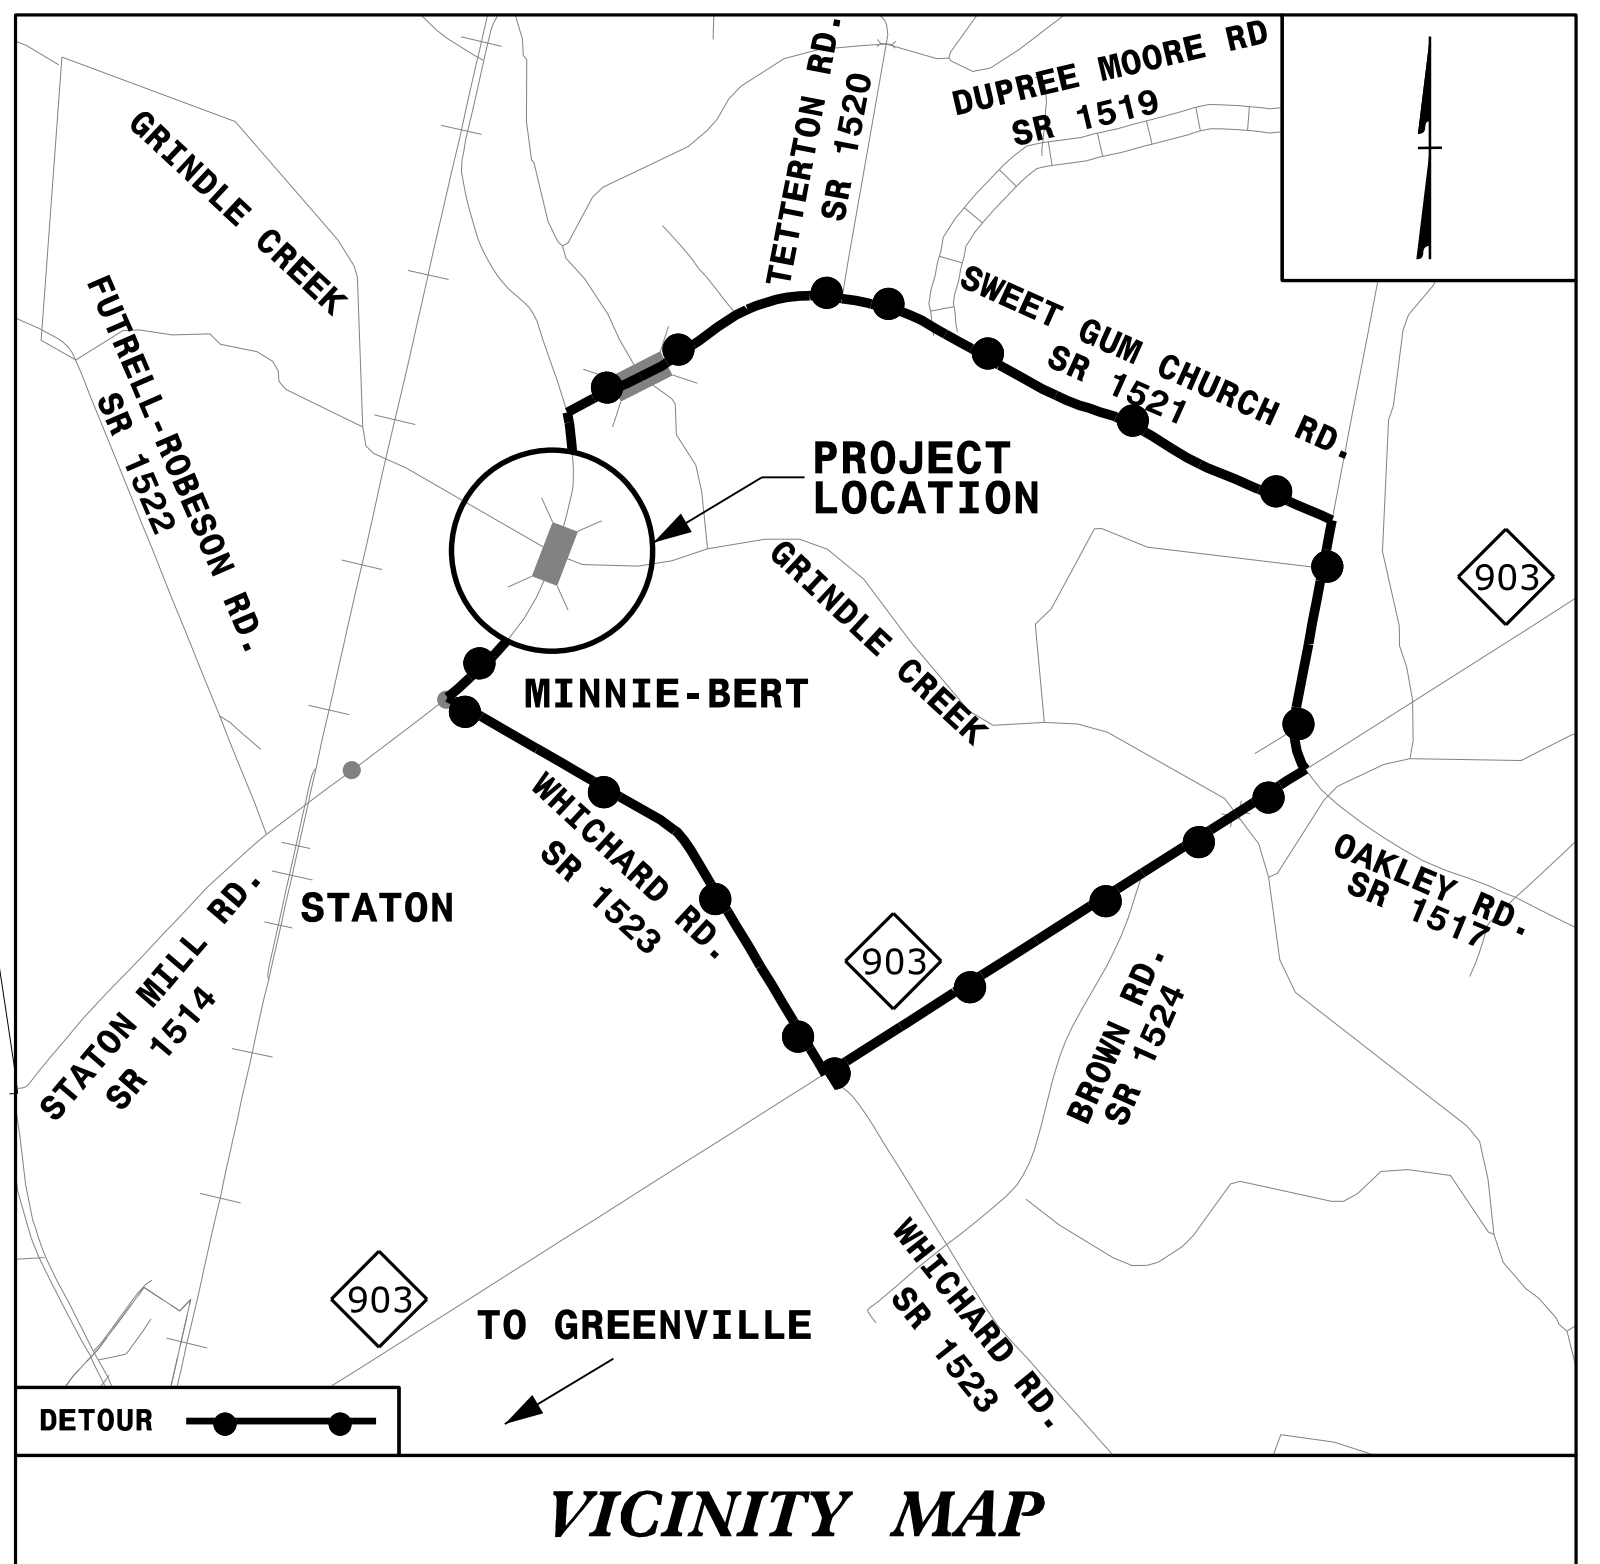 TETTERTON RD.
SR 1520
DUPREE MOORE RD
SR 1519
GRINDLE CREEK
FUTRELL-ROBESON RD.
SR 1522
SWEET GUM CHURCH RD.
SR 1521
PROJECT
LOCATION
903
GRINDLE CREEK
MINNIE-BERT
WHICHARD RD.
SR 1523
OAKLEY RD.
SR 1517
STATON
STATON MILL RD.
SR 1514
903
BROWN RD.
SR 1524
903
TO GREENVILLE
WHICHARD RD.
SR 1523
DETOUR
VICINITY MAP